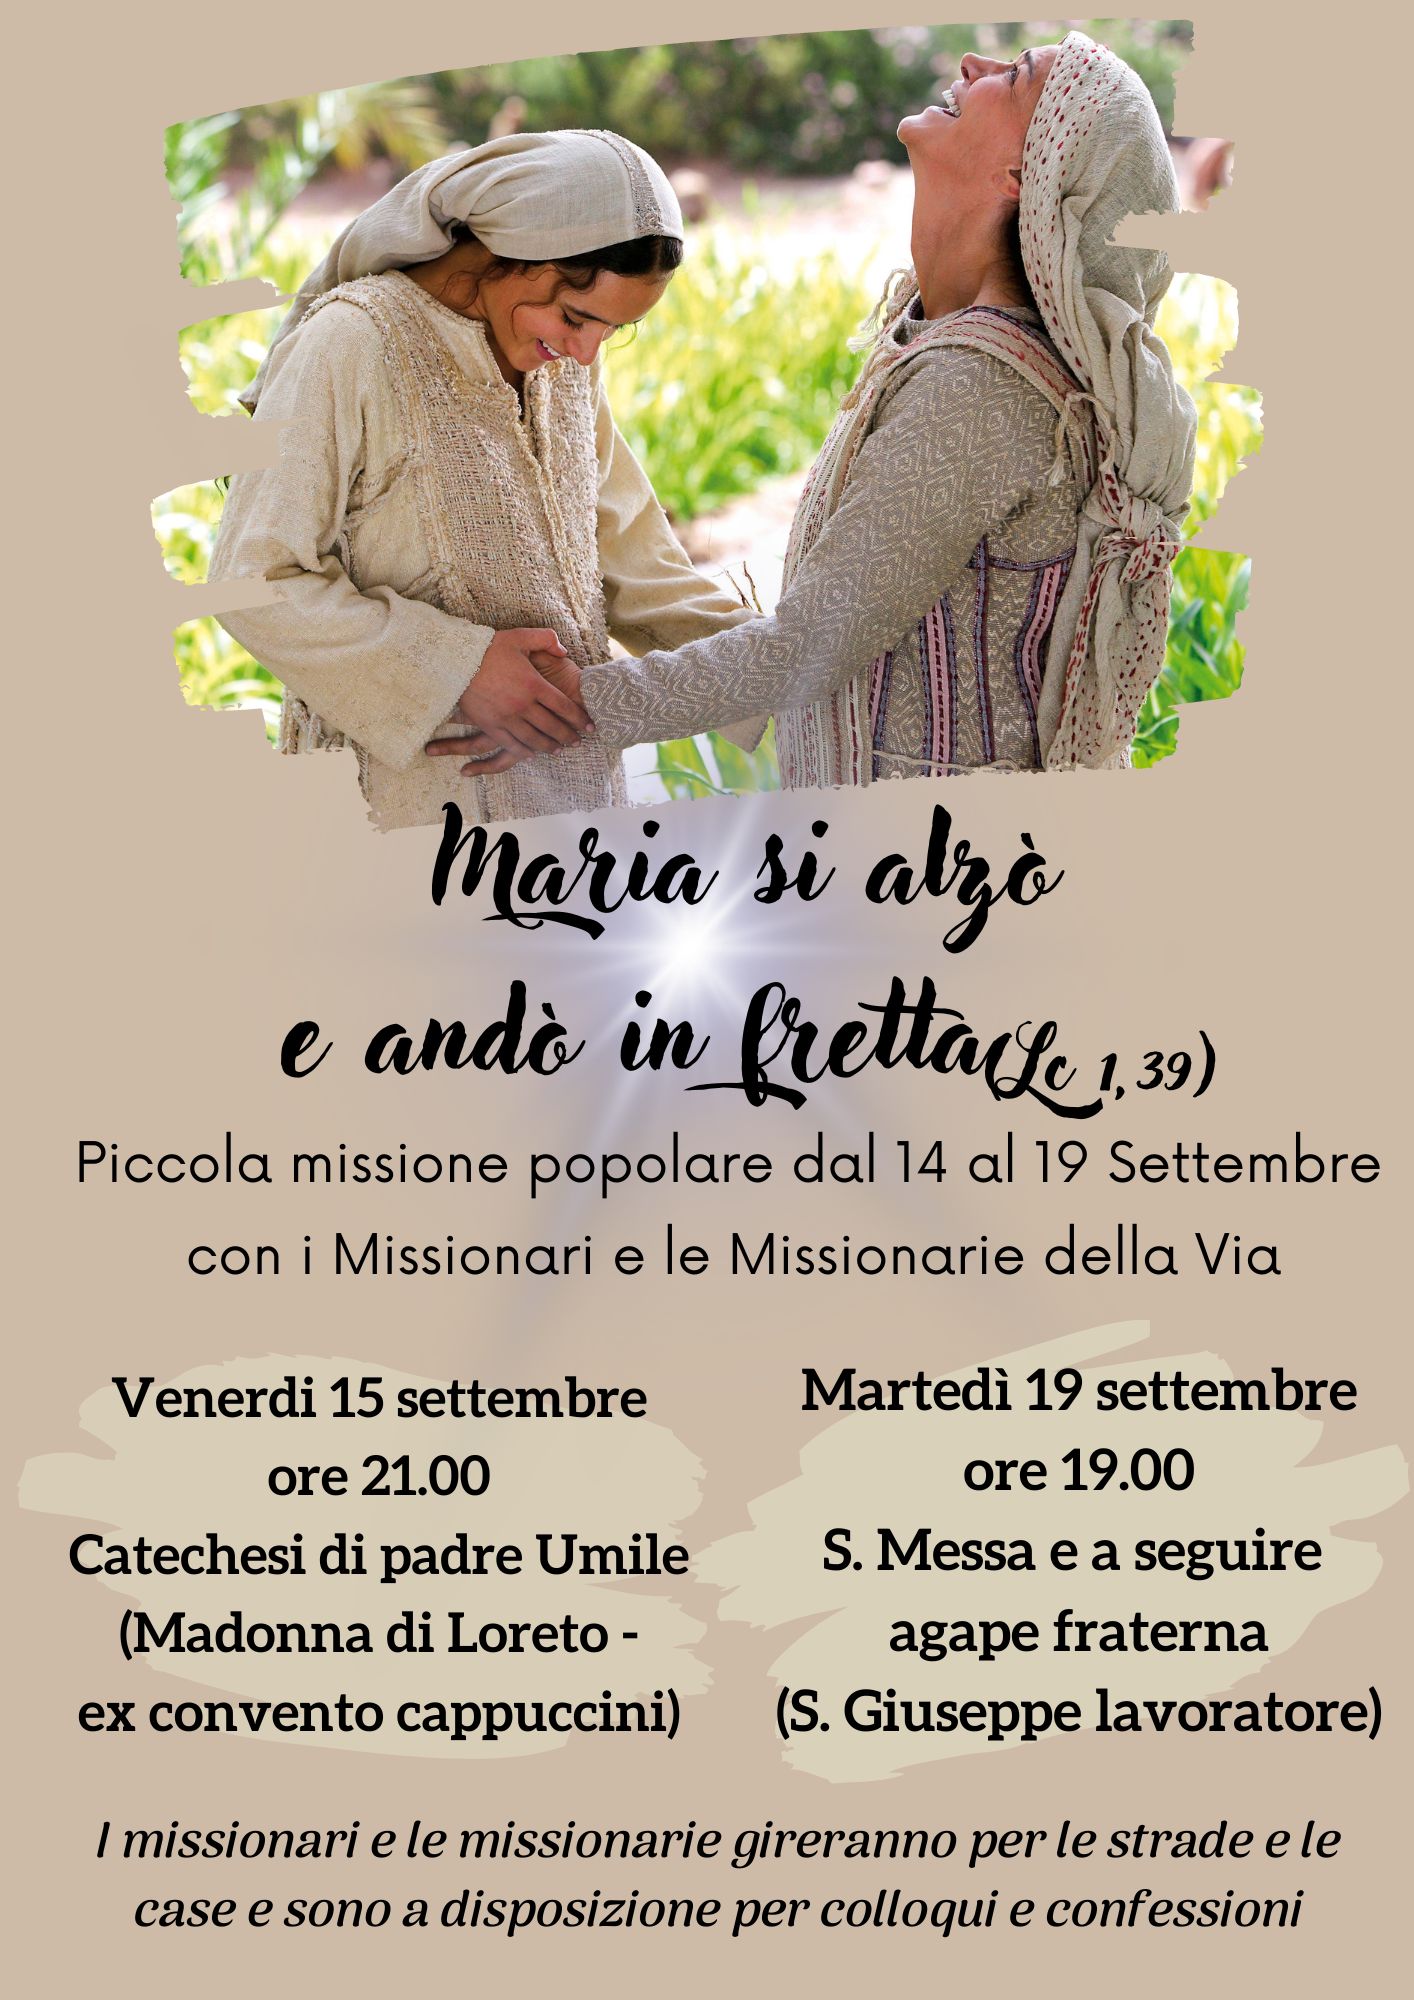 Maria si alzò
e andò in fretta (Lc 1, 39)
Piccola missione popolare dal 14 al 19 Settembre
con i Missionari e le Missionarie della Via
Venerdi 15 settembre
ore 21.00
Catechesi di padre Umile
(Madonna di Loreto -
ex convento cappuccini)
Martedì 19 settembre
ore 19.00
S. Messa e a seguire
agape fraterna
(S. Giuseppe lavoratore)
I missionari e le missionarie gireranno per le strade e le
case e sono a disposizione per colloqui e confessioni